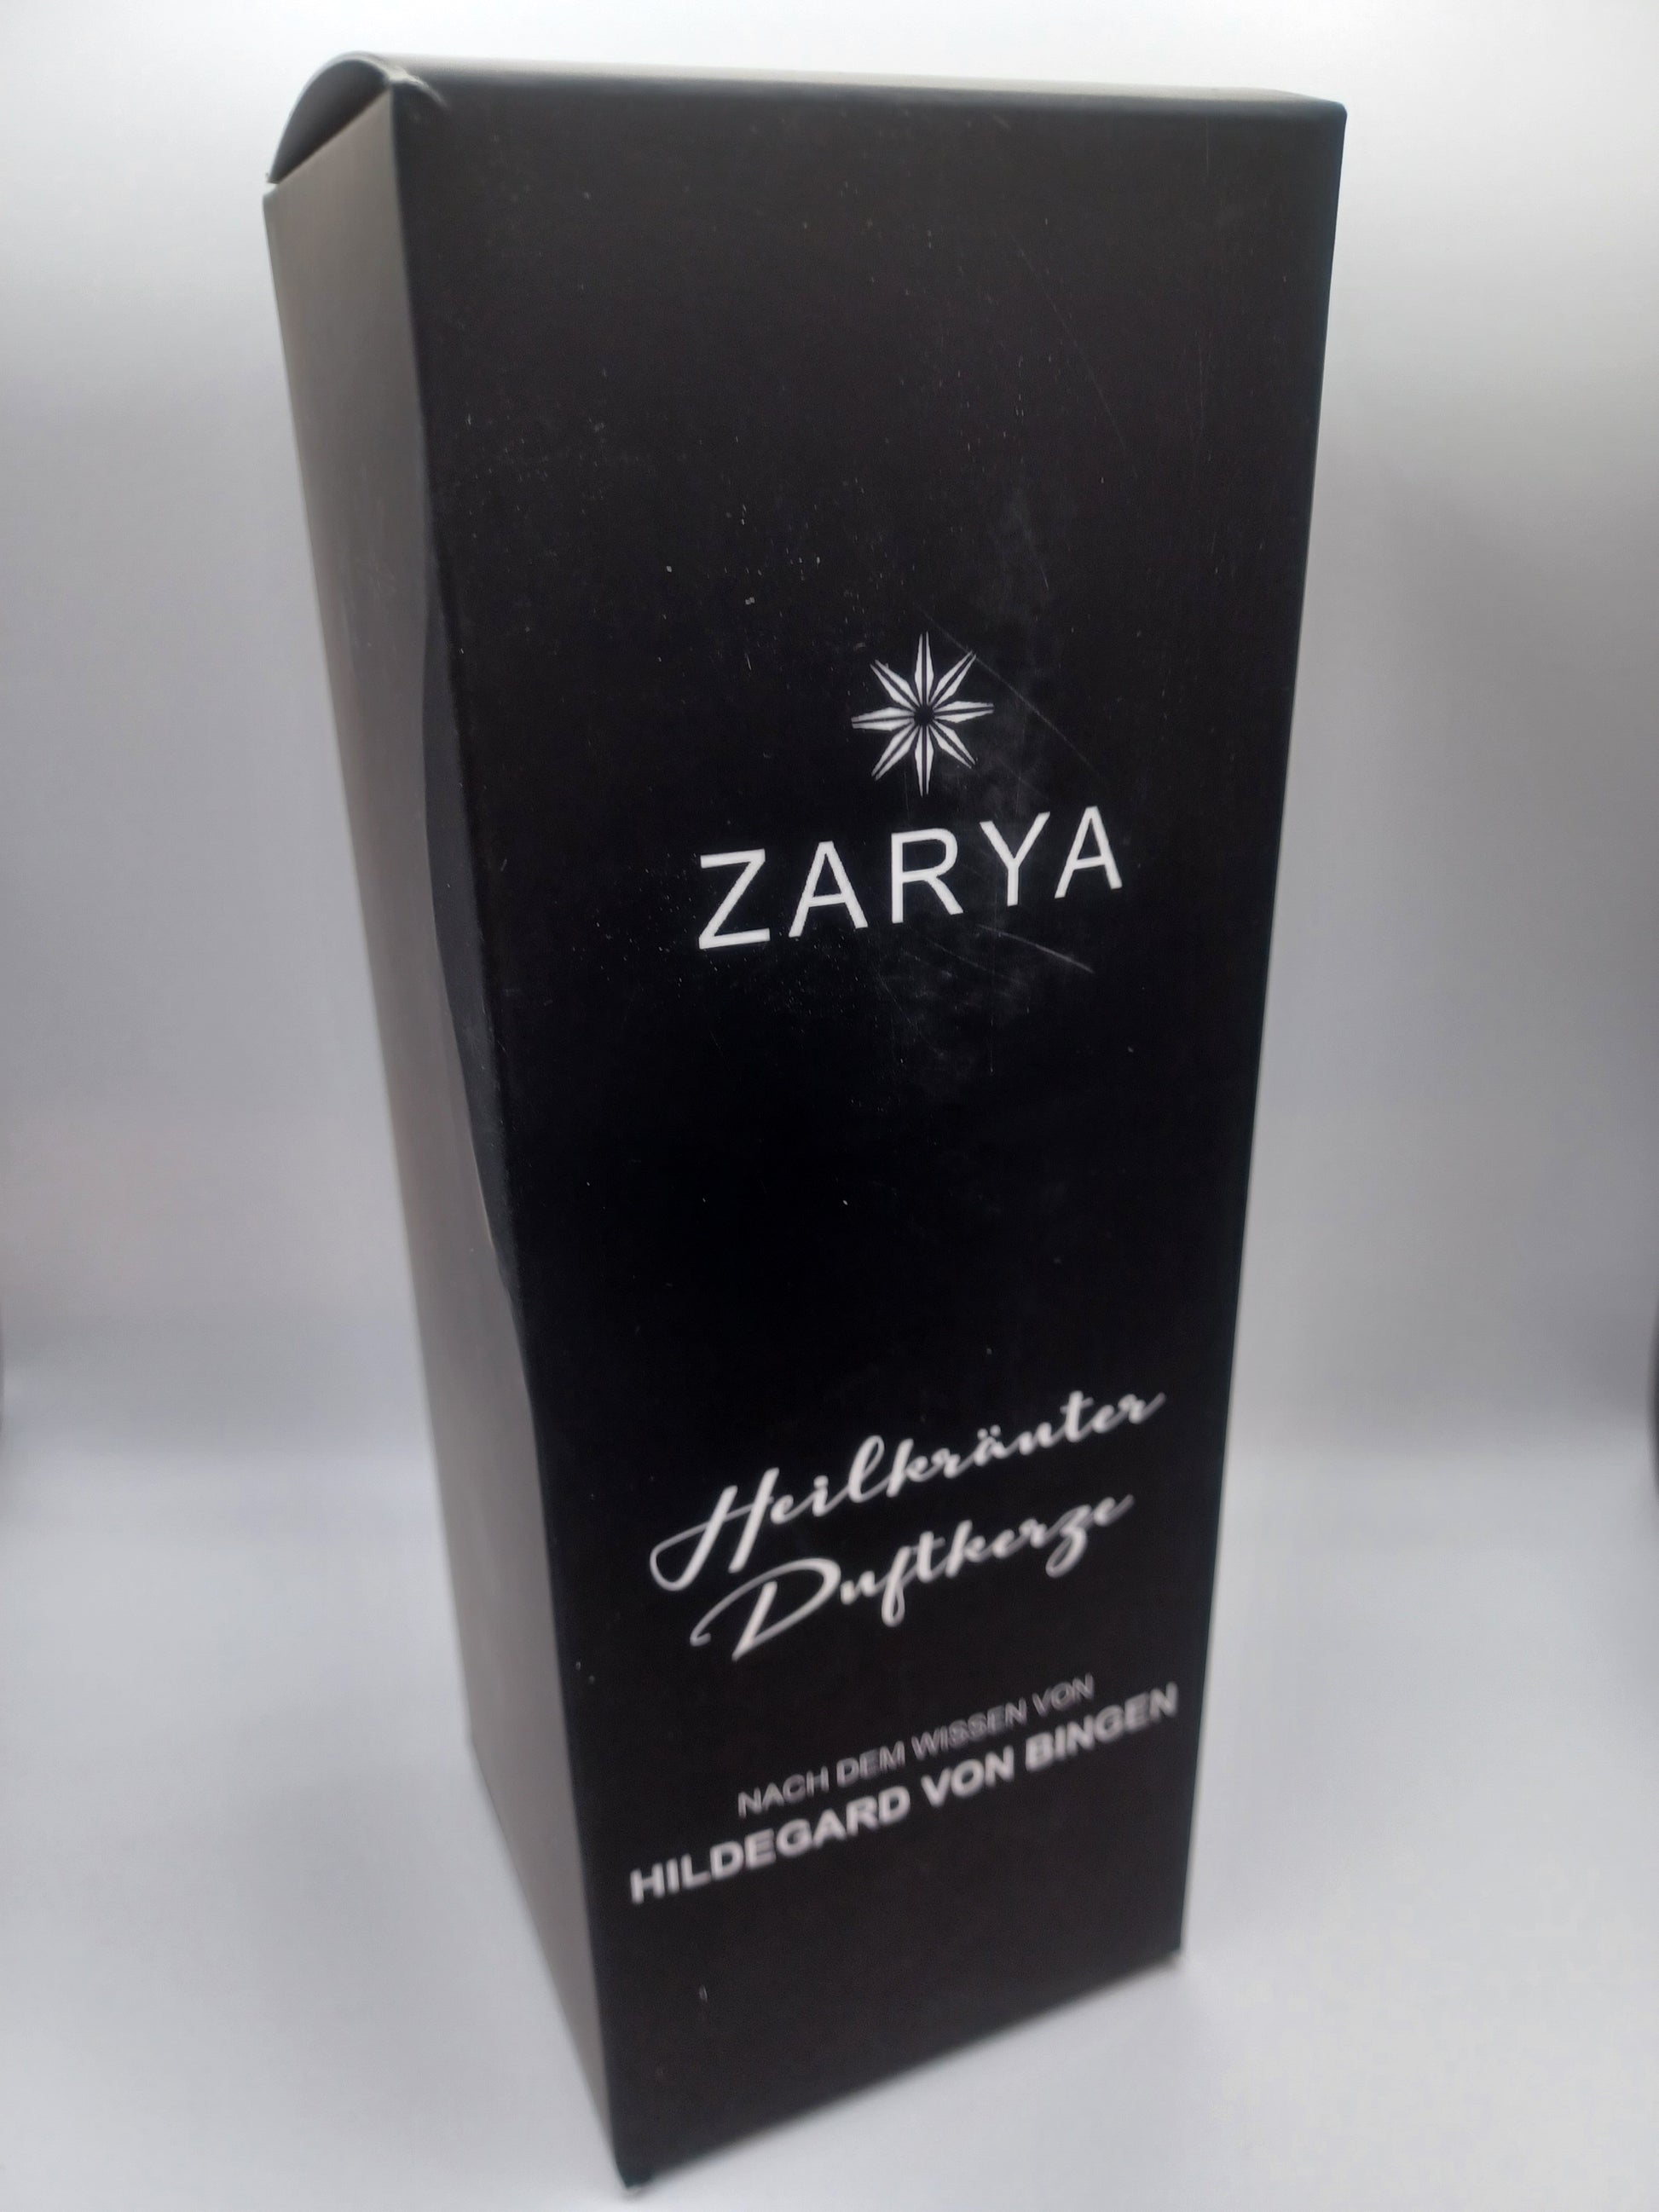 ZARYA
Heilkräuter
Duftkerze
NACH DEM WISSEN VON
HILDEGARD VON BINGEN